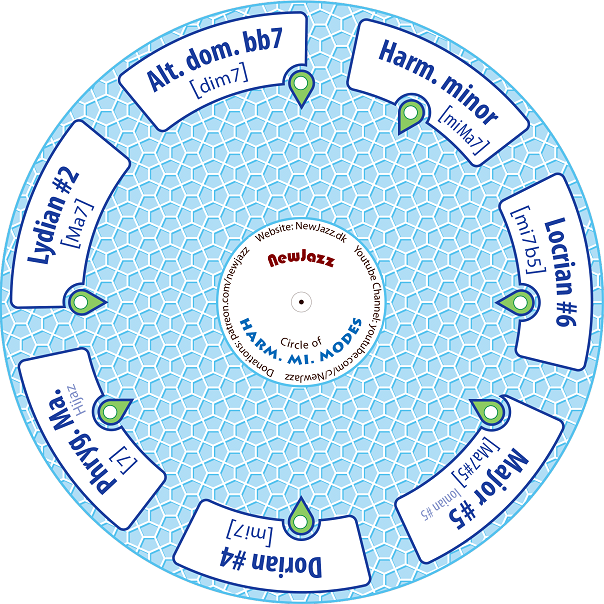 Alt. dom. bb7
[dim7]
Harm. minor
[miMa7]
Locrian #6
[mi7b5]
Major #5
[Ma7#5]
Ionian #5
Dorian #4
[mi7]
Phryg. Ma.
Hijaz
[7]
Lydian #2
[Ma7]
Website: NewJazz.dk
Youtube Channel: youtube.com/c/NewJazz
Donations: patreon.com/newjazz
NewJazz
Circle of
HARM. MI. MODES